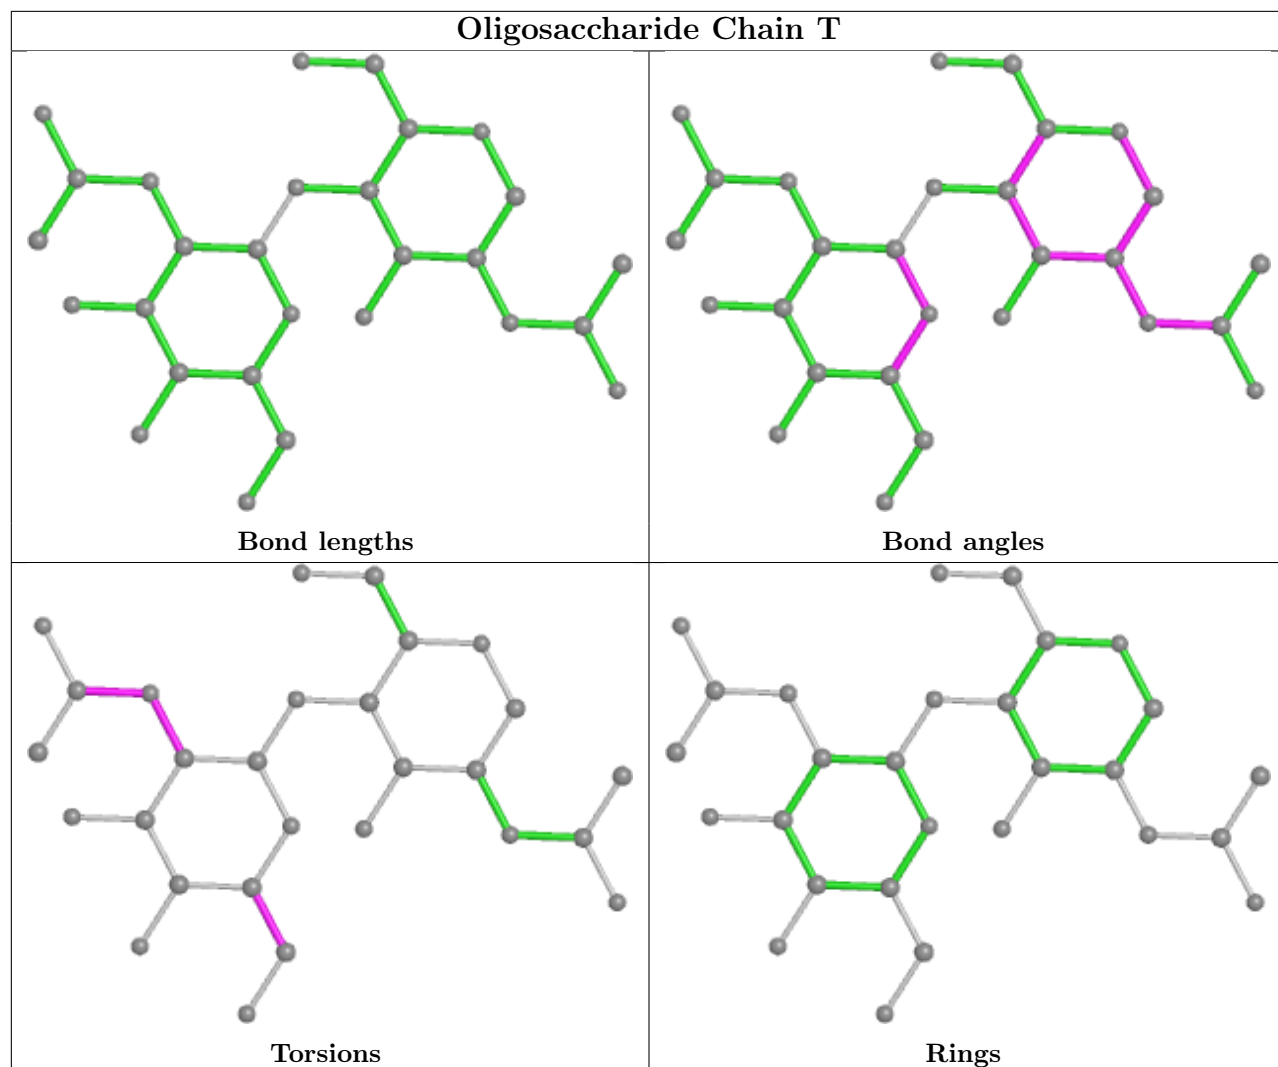 Oligosaccharide Chain T
Bond lengths
Bond angles
Torsions
Rings